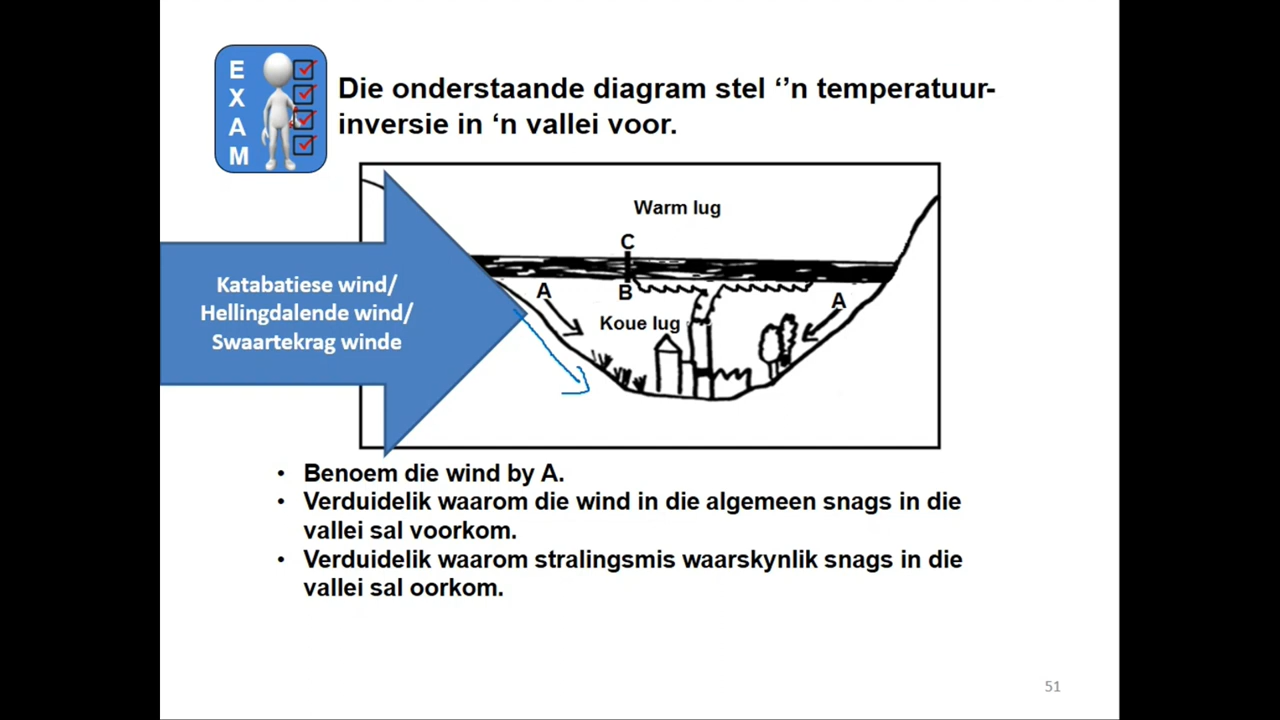 E
X
A
M
Die onderstaande diagram stel ‘’n temperatuur-
inversie in ‘n vallei voor.
Warm lug
C
Katabatiese wind/
Hellingdalende wind/
Swaartekrag winde
A
B
A
Koue lug
• Benoem die wind by A.
• Verduidelik waarom die wind in die algemeen snags in die
vallei sal voorkom.
• Verduidelik waarom stralingsmis waarskynlik snags in die
vallei sal oorkom.
51